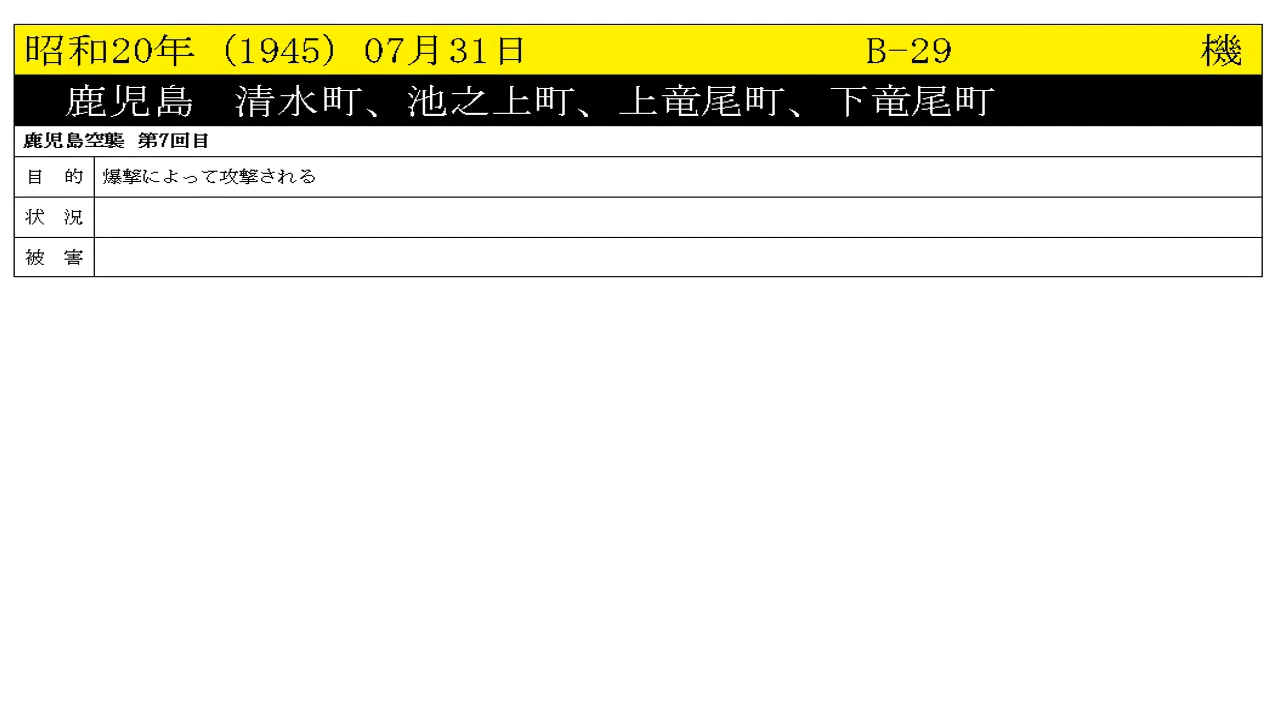 昭和20年（1945）07月31日 B-29 機
鹿児島　清水町、池之上町、上竜尾町、下竜尾町
鹿児島空襲 第7回目
目　的 爆撃によって攻撃される
状　況
被　害